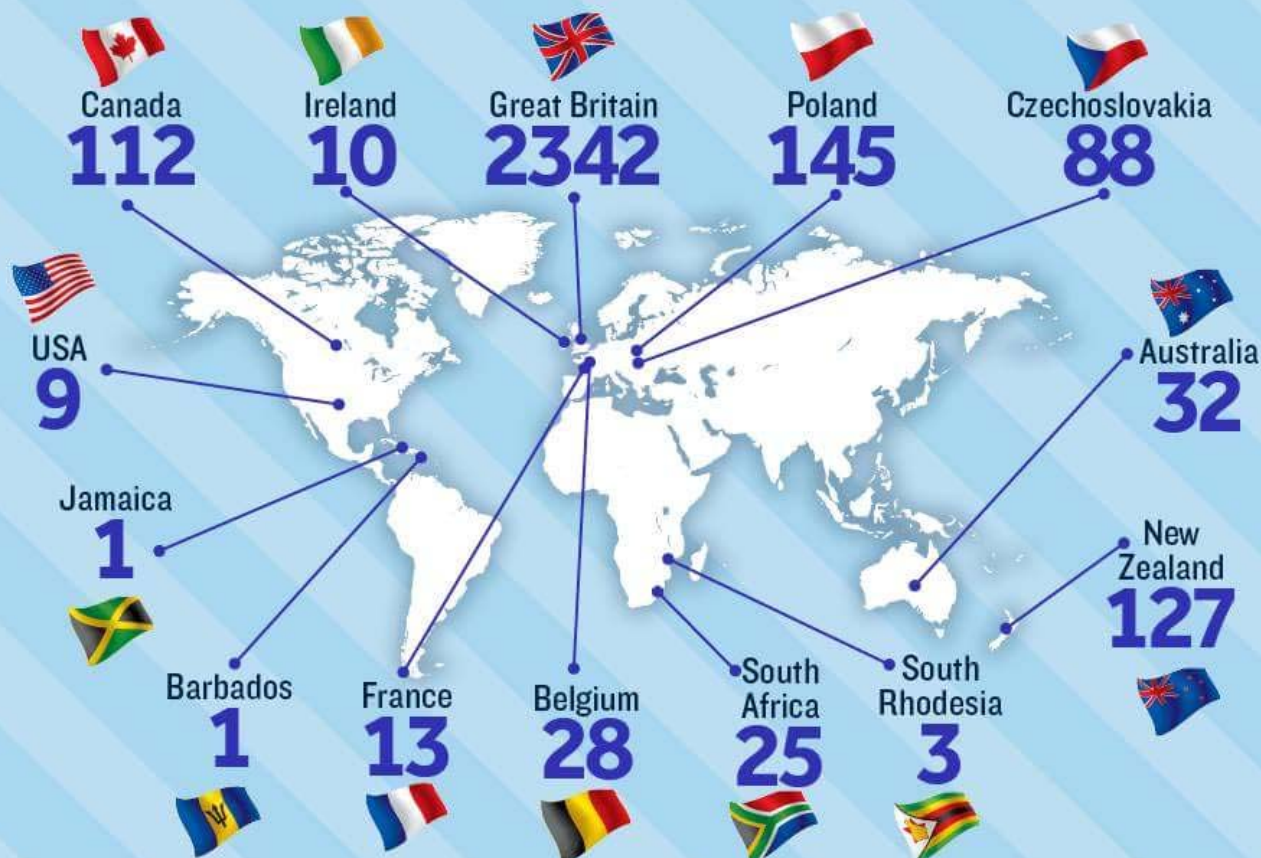 Canada
112
Ireland
10
Great Britain
2342
Poland
145
Czechoslovakia
88
USA
9
Australia
32
Jamaica
1
New
Zealand
127
Barbados
1
France
13
Belgium
28
South
Africa
25
South
Rhodesia
3